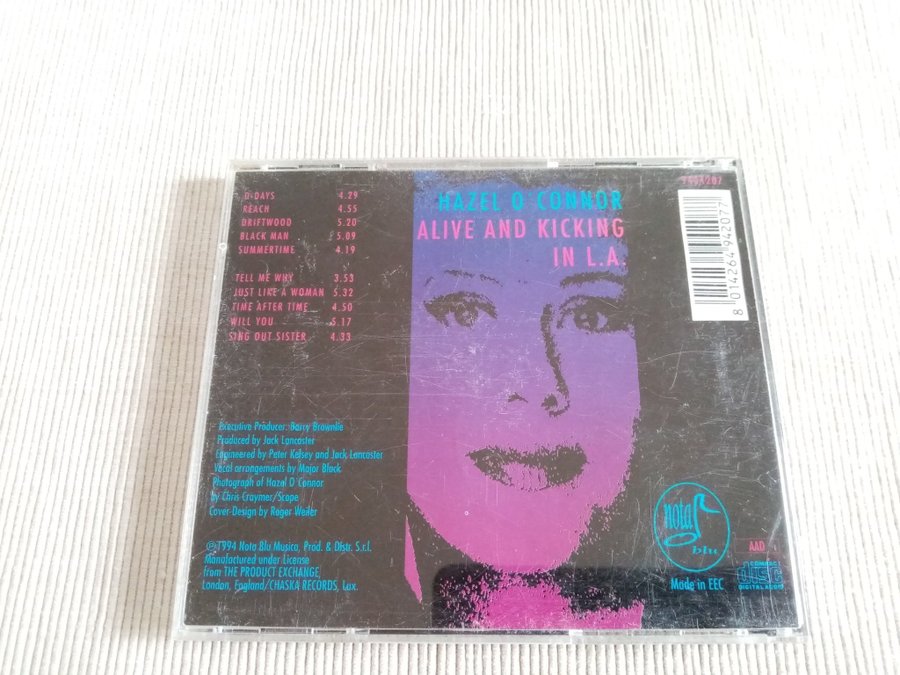 D-DAYS 4.29
REACH 4.55
DRIFTWOOD 5.20
BLACK MAN 5.09
SUMMERTIME 4.19
TELL ME WHY 3.53
JUST LIKE A WOMAN 5.32
TIME AFTER TIME 4.50
WILL YOU 5.17
SING OUT SISTER 4.33
HAZEL O'CONNOR
ALIVE AND KICKING
IN L.A.
8 014264 942077
Executive Producer: Barry Brownlie
Produced by Jack Lancaster
Engineered by Peter Kelsey and Jack Lancaster
Vocal arrangements by Major Black
Photograph of Hazel O'Connor
by Chris Craymer/Scope
Cover Design by Roger Weiler
℗1994 Nota Blu Musica, Prod. & Distr. S.r.l.
Manufactured under License
from THE PRODUCT EXCHANGE,
London, England/CHASKA RECORDS, Lux.
nota
blu
Made in EEC
AAD
COMPACT
disc
DIGITAL AUDIO